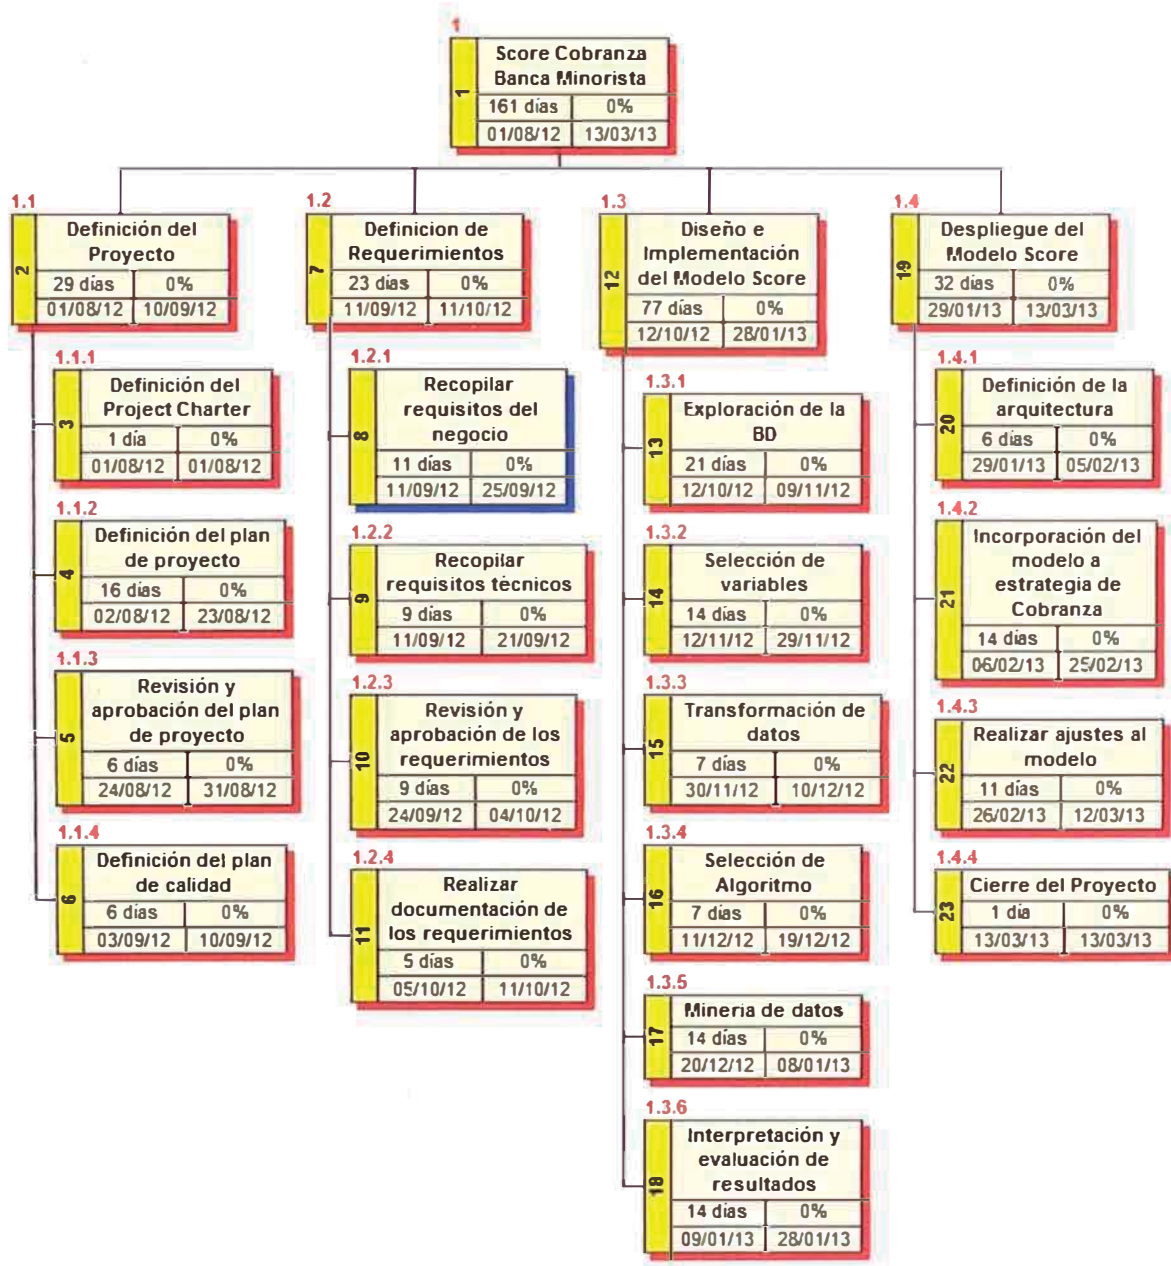 1
1
Score Cobranza
Banca Minorista
161 días 0%
01/08/12 13/03/13
1.1
2
Definición del
Proyecto
29 días 0%
01/08/12 10/09/12
1.1.1
3
Definición del
Project Charter
1 día 0%
01/08/12 01/08/12
1.1.2
4
Definición del plan
de proyecto
16 días 0%
02/08/12 23/08/12
1.1.3
5
Revisión y
aprobación del plan
de proyecto
6 días 0%
24/08/12 31/08/12
1.1.4
6
Definición del plan
de calidad
6 días 0%
03/09/12 10/09/12
1.2
7
Definicion de
Requerimientos
23 días 0%
11/09/12 11/10/12
1.2.1
8
Recopilar
requisitos del
negocio
11 días 0%
11/09/12 25/09/12
1.2.2
9
Recopilar
requisitos técnicos
9 días 0%
11/09/12 21/09/12
1.2.3
10
Revisión y
aprobación de los
requerimientos
9 días 0%
24/09/12 04/10/12
1.2.4
11
Realizar
documentación de
los requerimientos
5 días 0%
05/10/12 11/10/12
1.3
12
Diseño e
Implementación
del Modelo Score
77 días 0%
12/10/12 28/01/13
1.3.1
13
Exploración de la
BD
21 días 0%
12/10/12 09/11/12
1.3.2
14
Selección de
variables
14 días 0%
12/11/12 29/11/12
1.3.3
15
Transformación de
datos
7 días 0%
30/11/12 10/12/12
1.3.4
16
Selección de
Algoritmo
7 días 0%
11/12/12 19/12/12
1.3.5
17
Mineria de datos
14 días 0%
20/12/12 08/01/13
1.3.6
18
Interpretación y
evaluación de
resultados
14 días 0%
09/01/13 28/01/13
1.4
19
Despliegue del
Modelo Score
32 días 0%
29/01/13 13/03/13
1.4.1
20
Definición de la
arquitectura
6 días 0%
29/01/13 05/02/13
1.4.2
21
Incorporación del
modelo a
estrategia de
Cobranza
14 días 0%
06/02/13 25/02/13
1.4.3
22
Realizar ajustes al
modelo
11 días 0%
26/02/13 12/03/13
1.4.4
23
Cierre del Proyecto
1 día 0%
13/03/13 13/03/13